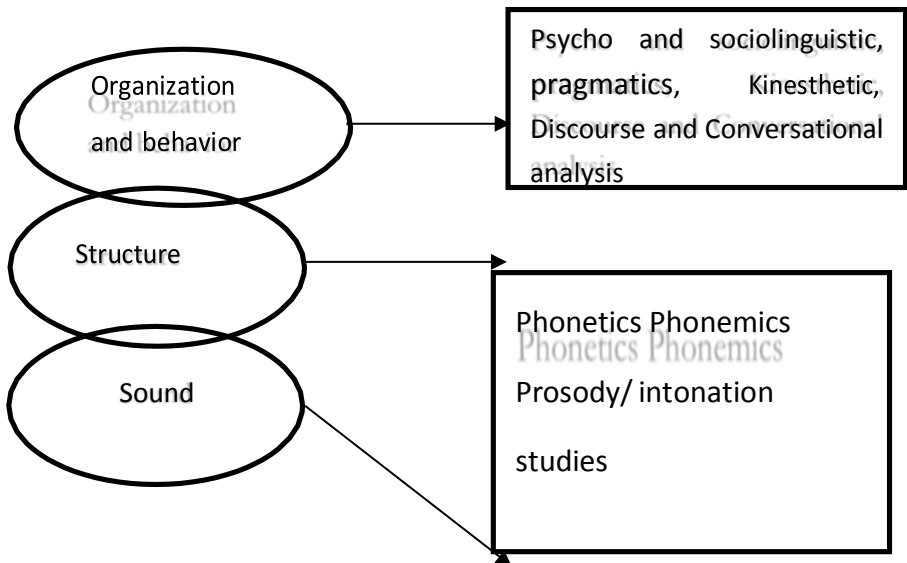 Organization
and behavior
Psycho and sociolinguistic,
pragmatics, Kinesthetic,
Discourse and Conversational
analysis
Structure
Sound
Phonetics Phonemics
Prosody/ intonation
studies